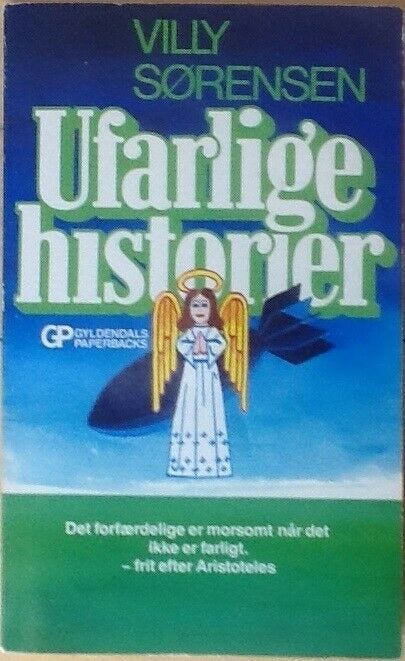 VILLY
SØRENSEN
Ufarlige
historier
GP GYLDENDALS
PAPERBACKS
Det forfærdelige er morsomt når det
ikke er farligt.
– frit efter Aristoteles